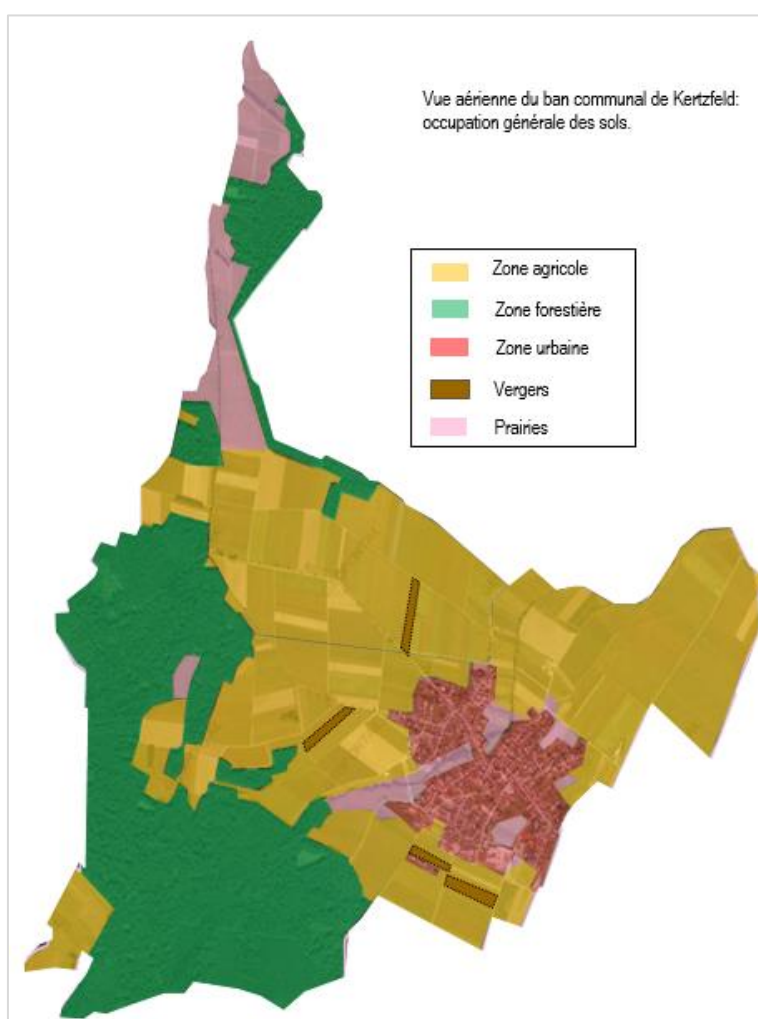 Vue aérienne du ban communal de Kertzfeld:
occupation générale des sols.
Zone agricole
Zone forestière
Zone urbaine
Vergers
Prairies